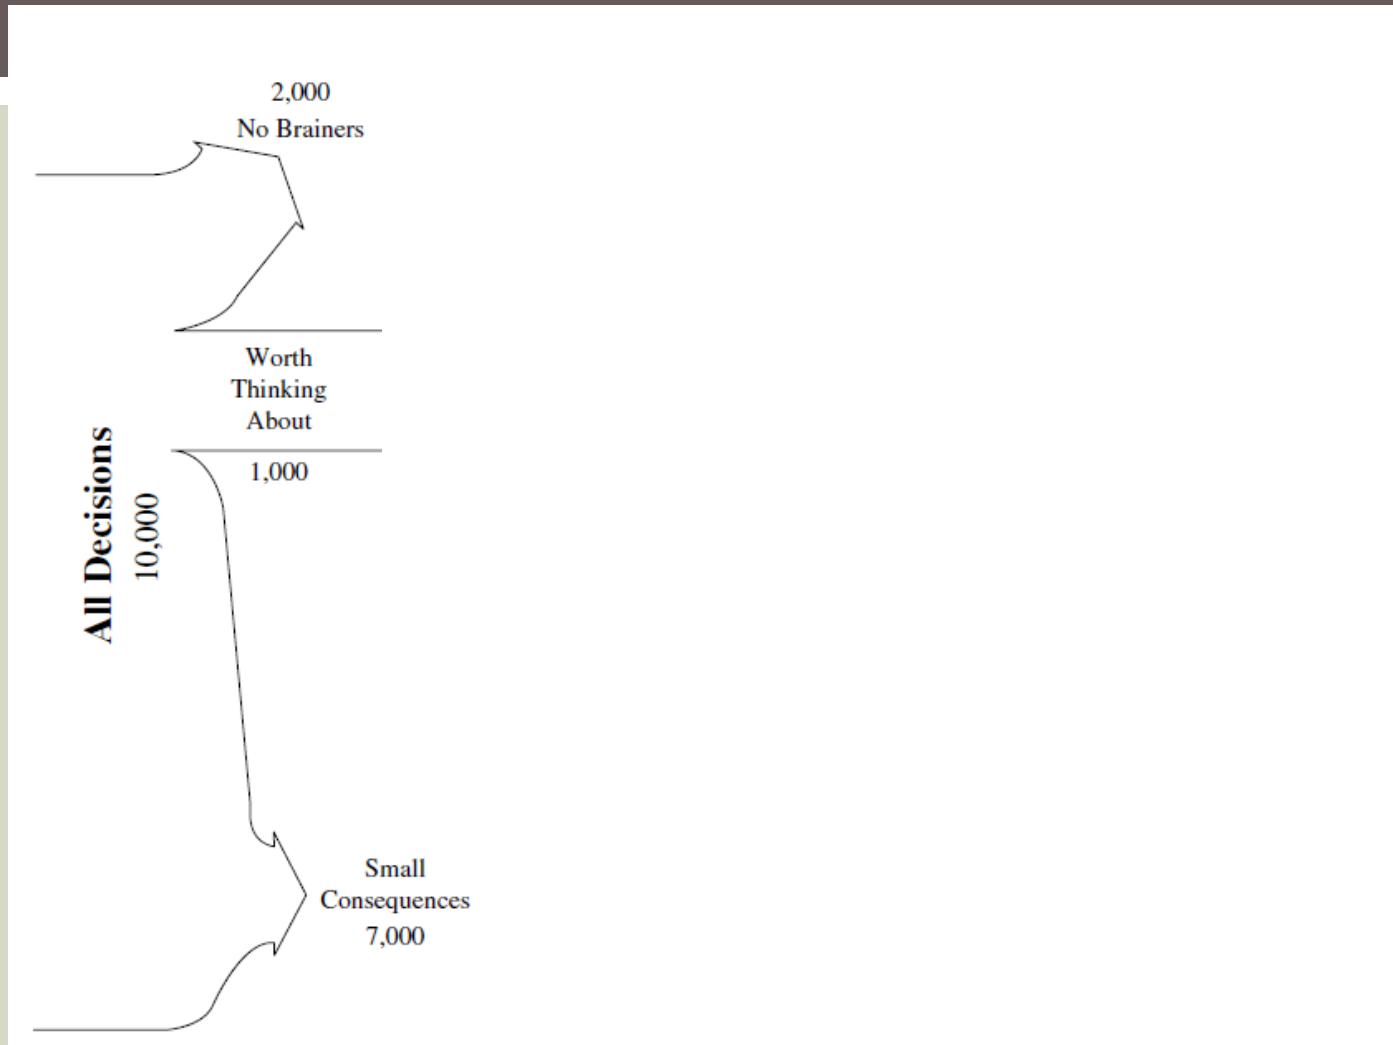 2,000
No Brainers
Worth
Thinking
About
1,000
All Decisions
10,000
Small
Consequences
7,000